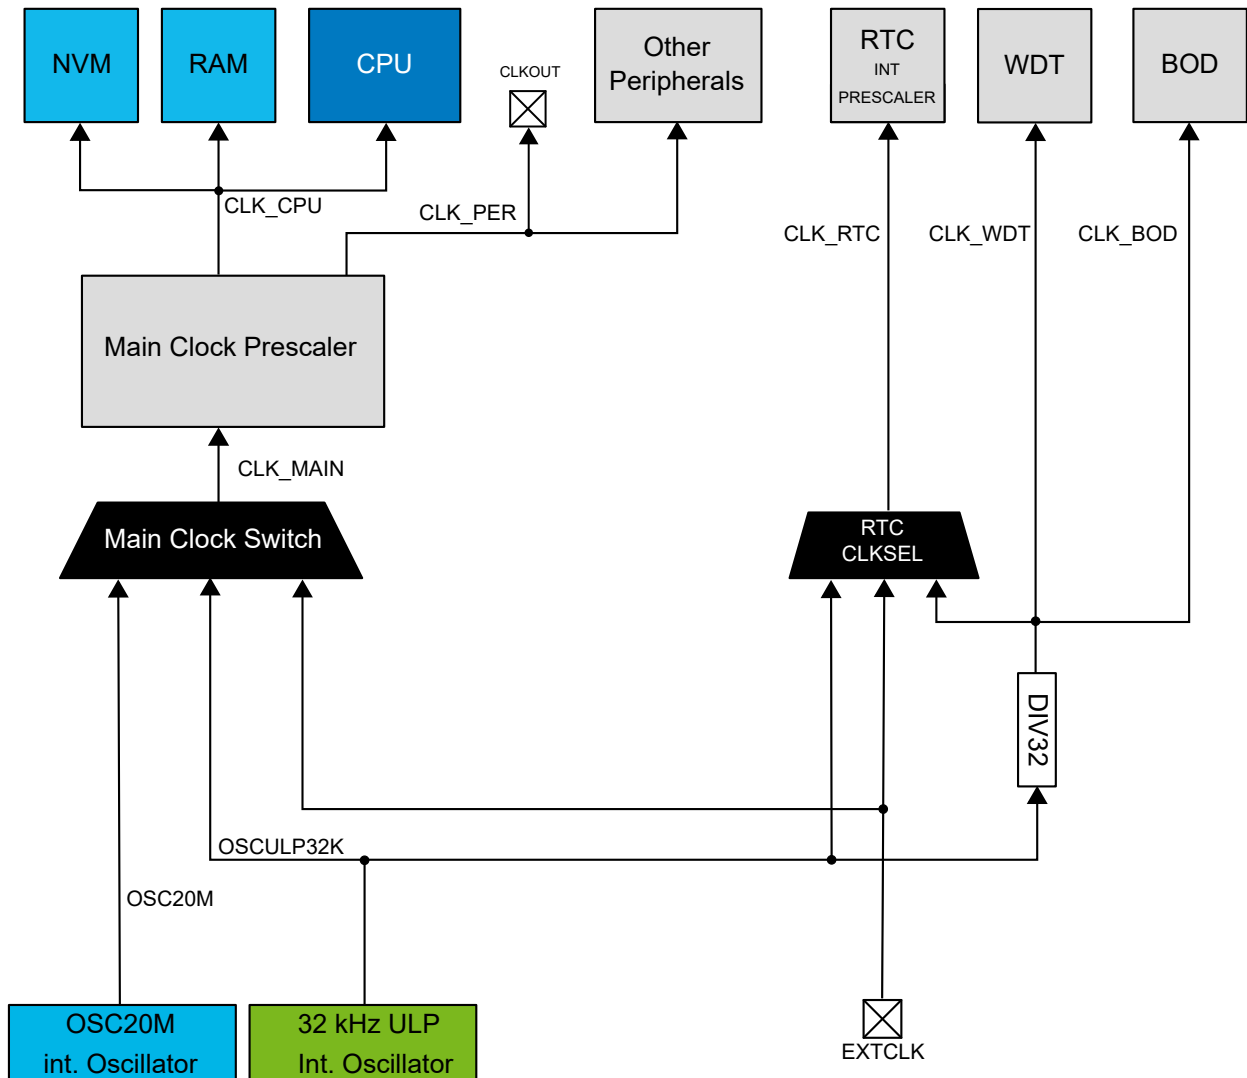 NVM
RAM
CPU
CLKOUT
Other
Peripherals
RTC
INT
PRESCALER
WDT
BOD
CLK_CPU
CLK_PER
CLK_RTC
CLK_WDT
CLK_BOD
Main Clock Prescaler
CLK_MAIN
Main Clock Switch
RTC
CLKSEL
DIV32
OSCULP32K
OSC20M
OSC20M
int. Oscillator
32 kHz ULP
Int. Oscillator
EXTCLK